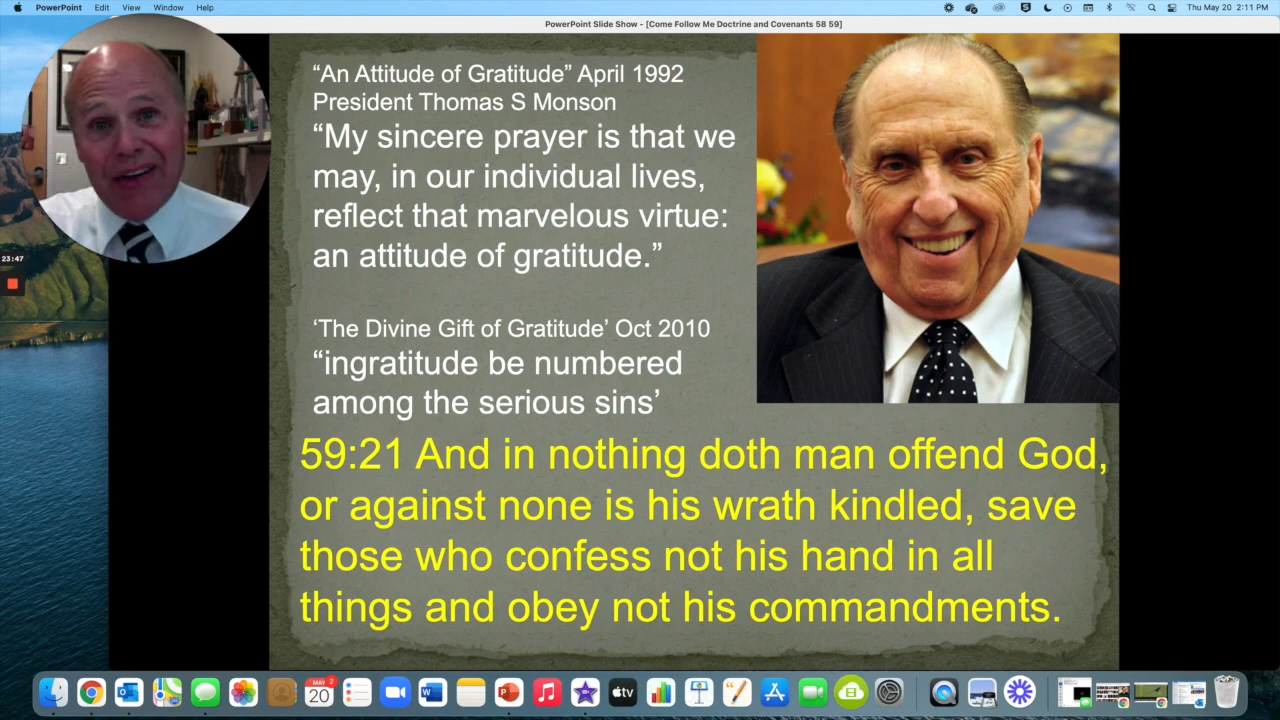 PowerPoint Edit View Window Help Thu May 20 2:11 PM
PowerPoint Slide Show - [Come Follow Me Doctrine and Covenants 58 59]
“An Attitude of Gratitude” April 1992
President Thomas S Monson
“My sincere prayer is that we
may, in our individual lives,
reflect that marvelous virtue:
an attitude of gratitude.”
23:47
‘The Divine Gift of Gratitude’ Oct 2010
“ingratitude be numbered
among the serious sins’
59:21 And in nothing doth man offend God,
or against none is his wrath kindled, save
those who confess not his hand in all
things and obey not his commandments.
MAY 2
20
tv